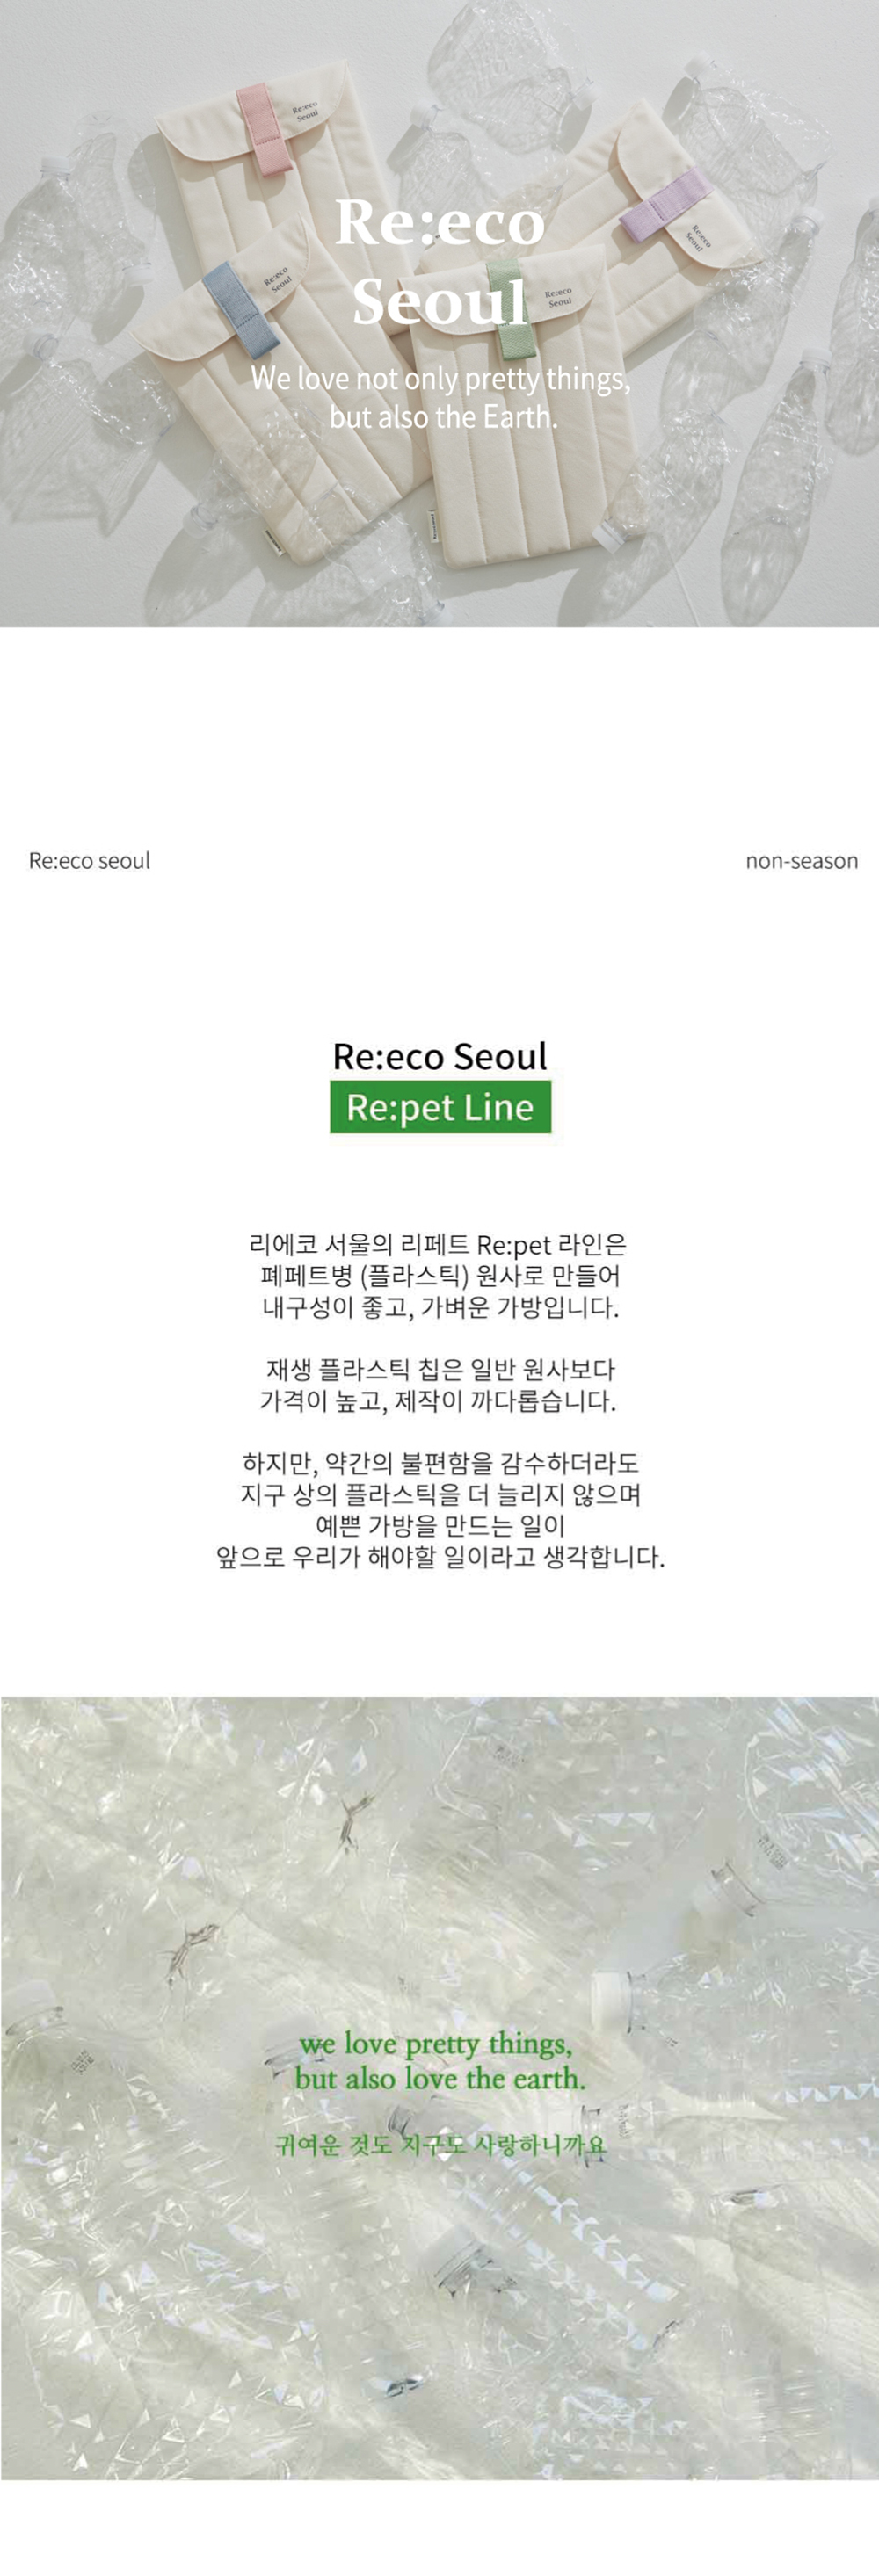 Re:eco
Seoul
Re:eco
Seoul
Re:eco
Seoul
Re:eco
Seoul
Re:eco
Seoul
We love not only pretty things,
but also the Earth.
Re:eco seoul
non-season
Re:eco Seoul
Re:pet Line
리에코 서울의 리페트 Re:pet 라인은
폐페트병 (플라스틱) 원사로 만들어
내구성이 좋고, 가벼운 가방입니다.
재생 플라스틱 칩은 일반 원사보다
가격이 높고, 제작이 까다롭습니다.
하지만, 약간의 불편함을 감수하더라도
지구 상의 플라스틱을 더 늘리지 않으며
예쁜 가방을 만드는 일이
앞으로 우리가 해야할 일이라고 생각합니다.
we love pretty things,
but also love the earth.
귀여운 것도 지구도 사랑하니까요